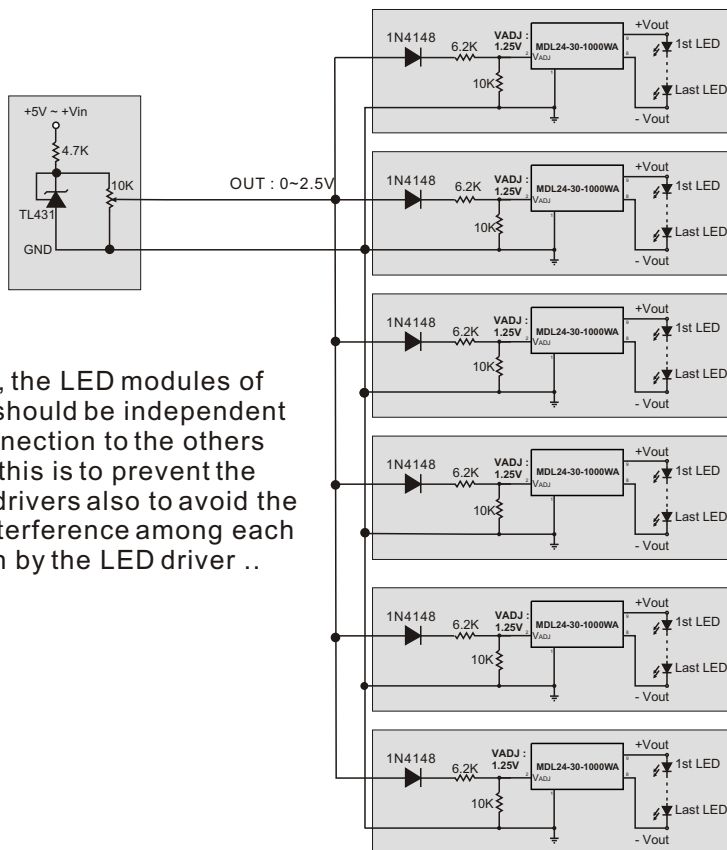 +5V ~ +Vin
4.7K
10K
TL431
GND
OUT : 0~2.5V
, the LED modules of
should be independent
nnection to the others
this is to prevent the
drivers also to avoid the
terference among each
n by the LED driver ..
1N4148
6.2K
VADJ :
1.25V
10K
MDL24-30-1000WA
VADJ
+Vout
1st LED
Last LED
- Vout
1N4148
6.2K
VADJ :
1.25V
10K
MDL24-30-1000WA
VADJ
+Vout
1st LED
Last LED
- Vout
1N4148
6.2K
VADJ :
1.25V
10K
MDL24-30-1000WA
VADJ
+Vout
1st LED
Last LED
- Vout
1N4148
6.2K
VADJ :
1.25V
10K
MDL24-30-1000WA
VADJ
+Vout
1st LED
Last LED
- Vout
1N4148
6.2K
VADJ :
1.25V
10K
MDL24-30-1000WA
VADJ
+Vout
1st LED
Last LED
- Vout
1N4148
6.2K
VADJ :
1.25V
10K
MDL24-30-1000WA
VADJ
+Vout
1st LED
Last LED
- Vout